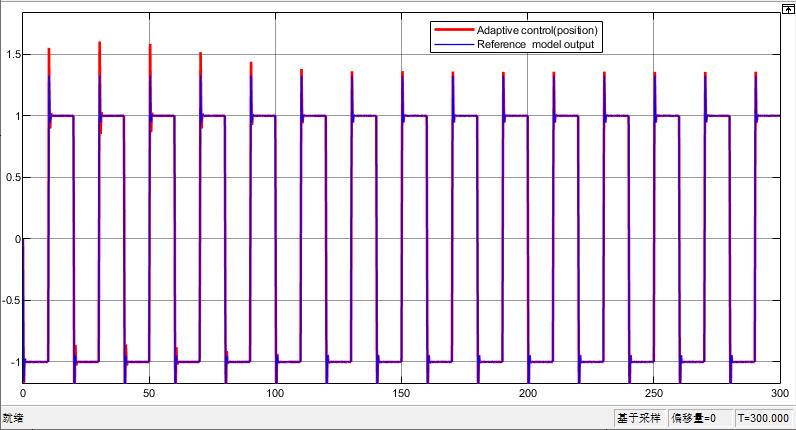 Adaptive control(position)
Reference model output
1.5
1
0.5
0
-0.5
-1
0 50 100 150 200 250 300
就绪 基于采样 偏移量=0 T=300.000